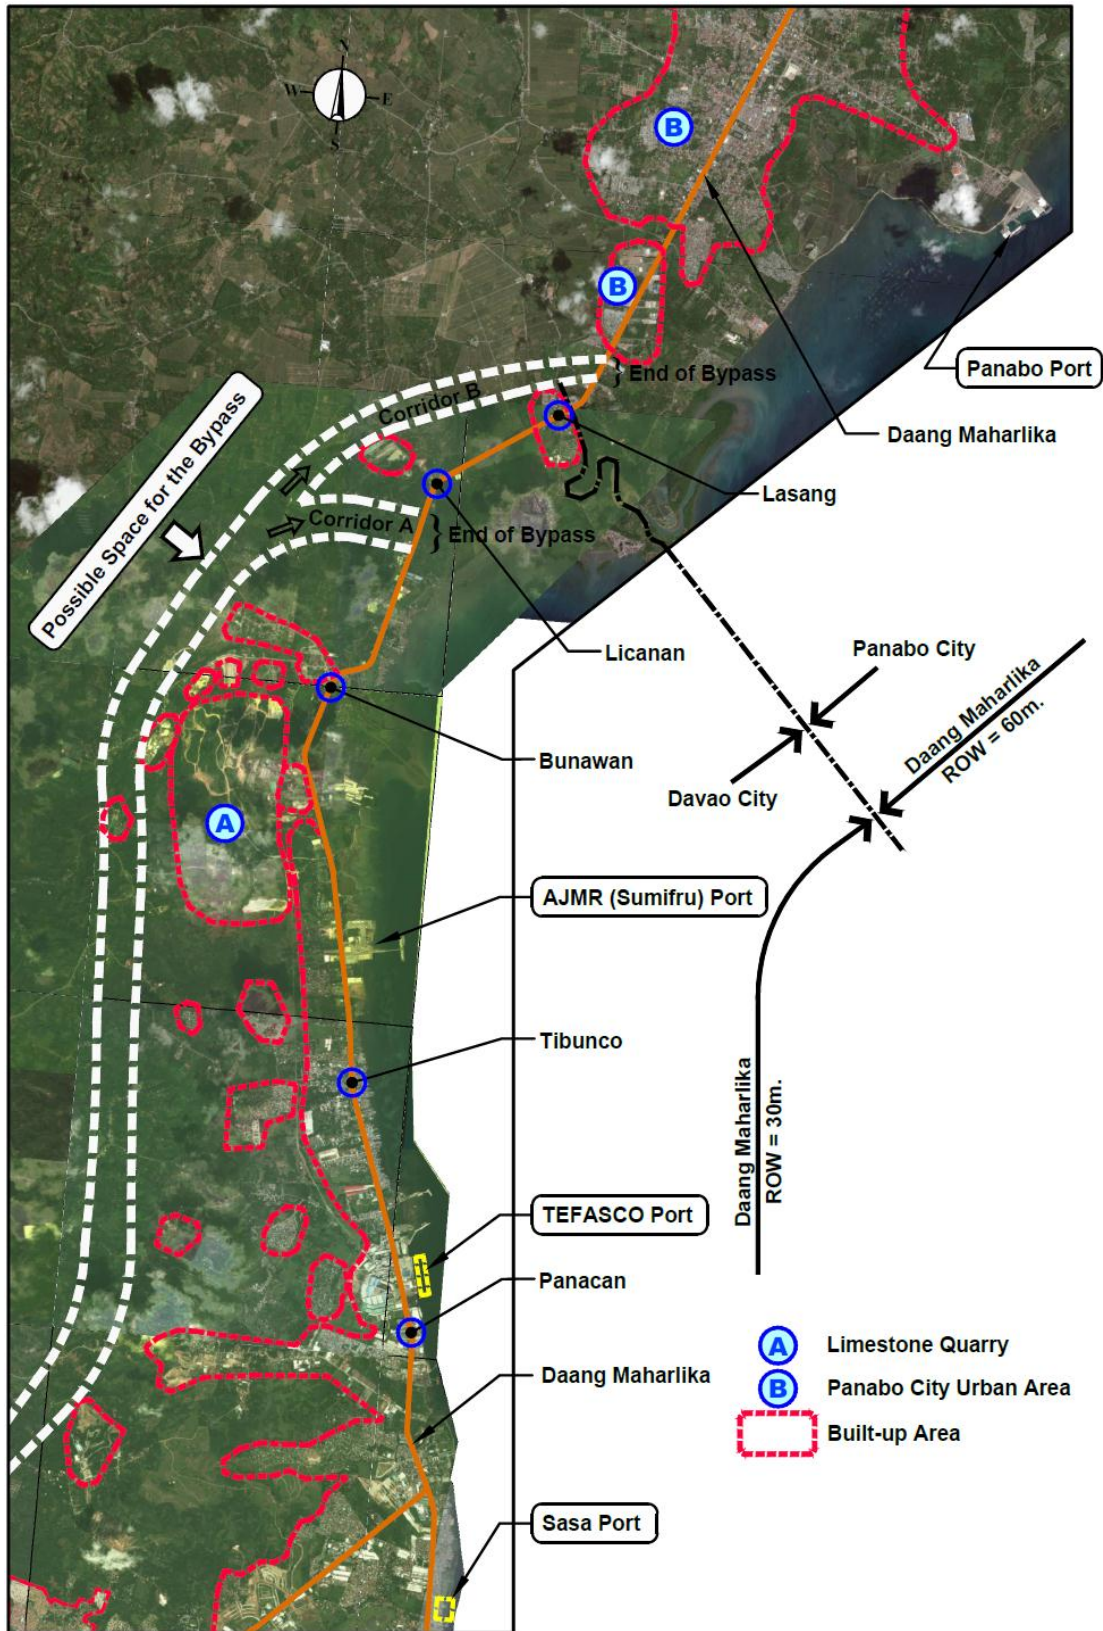 N
W
E
S
B
B
Panabo Port
End of Bypass
Corridor B
Daang Maharlika
Possible Space for the Bypass
Lasang
Corridor A
End of Bypass
Licanan
Panabo City
Daang Maharlika
ROW = 60m.
Bunawan
Davao City
A
AJMR (Sumifru) Port
Tibunco
Daang Maharlika
ROW = 30m.
TEFASCO Port
Panacan
A Limestone Quarry
Daang Maharlika
B Panabo City Urban Area
Built-up Area
Sasa Port